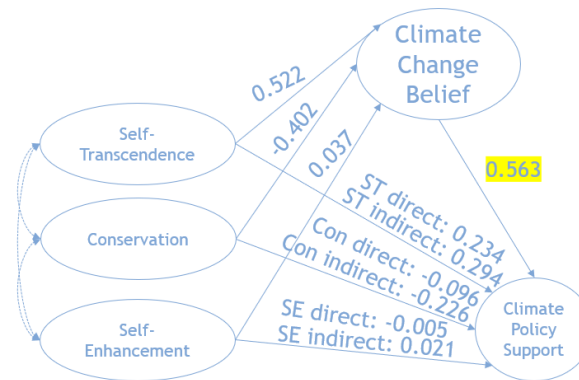 Climate
Change
Belief
0.522
-0.402
0.037
Self-
Transcendence
0.563
ST direct: 0.234
ST indirect: 0.294
Conservation
Con direct: -0.096
Con indirect: -0.226
Self-
Enhancement
SE direct: -0.005
SE indirect: 0.021
Climate
Policy
Support